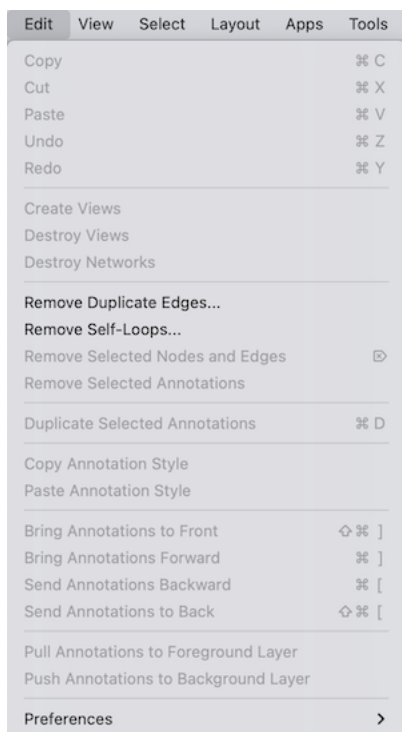 Edit View Select Layout Apps Tools
Copy ⌘ C
Cut ⌘ X
Paste ⌘ V
Undo ⌘ Z
Redo ⌘ Y
Create Views
Destroy Views
Destroy Networks
Remove Duplicate Edges...
Remove Self-Loops...
Remove Selected Nodes and Edges ⌦
Remove Selected Annotations
Duplicate Selected Annotations ⌘ D
Copy Annotation Style
Paste Annotation Style
Bring Annotations to Front ⇧ ⌘ ]
Bring Annotations Forward ⌘ ]
Send Annotations Backward ⌘ [
Send Annotations to Back ⇧ ⌘ [
Pull Annotations to Foreground Layer
Push Annotations to Background Layer
Preferences >